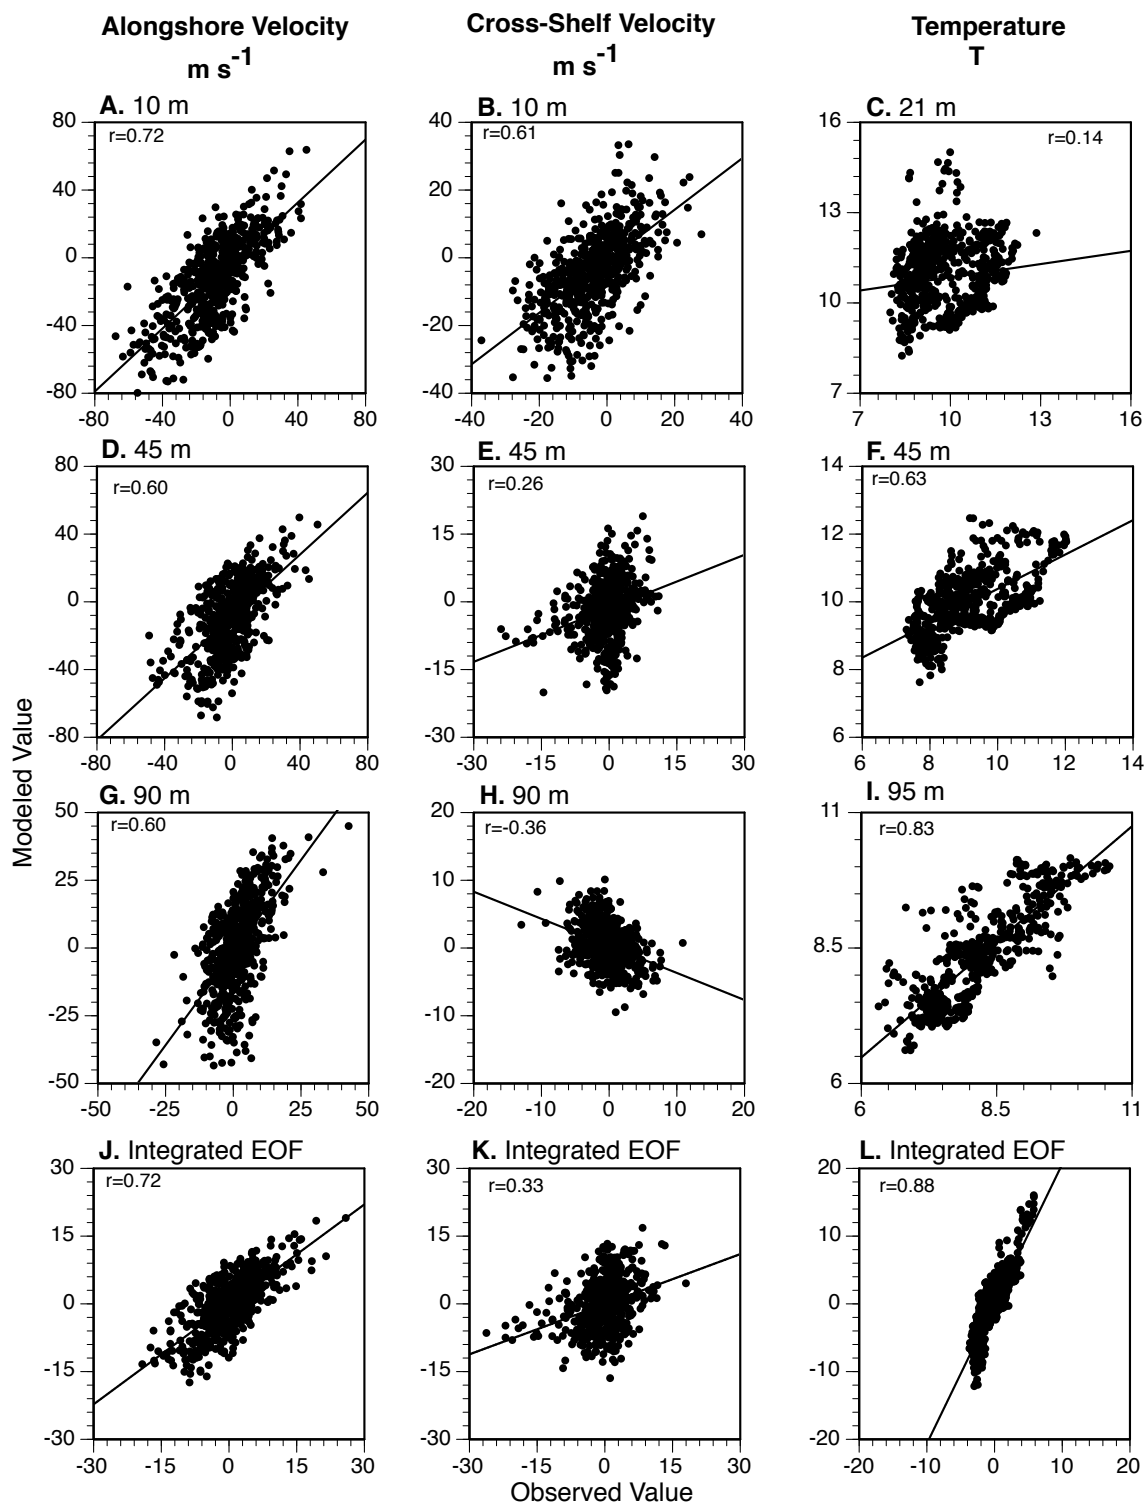 Alongshore Velocity
m s-1
Cross-Shelf Velocity
m s-1
Temperature
T
A. 10 m
r=0.72
80
40
0
-40
-80
-80 -40 0 40 80
B. 10 m
r=0.61
40
20
0
-20
-40
-40 -20 0 20 40
C. 21 m
r=0.14
16
13
10
7
7 10 13 16
D. 45 m
r=0.60
80
40
0
-40
-80
-80 -40 0 40 80
E. 45 m
r=0.26
30
15
0
-15
-30
-30 -15 0 15 30
F. 45 m
r=0.63
14
12
10
8
6
6 8 10 12 14
Modeled Value
G. 90 m
r=0.60
50
25
0
-25
-50
-50 -25 0 25 50
H. 90 m
r=-0.36
20
10
0
-10
-20
-20 -10 0 10 20
I. 95 m
r=0.83
11
8.5
6
6 8.5 11
J. Integrated EOF
r=0.72
30
15
0
-15
-30
-30 -15 0 15 30
K. Integrated EOF
r=0.33
30
15
0
-15
-30
-30 -15 0 15 30
L. Integrated EOF
r=0.88
20
10
0
-10
-20
-20 -10 0 10 20
Observed Value